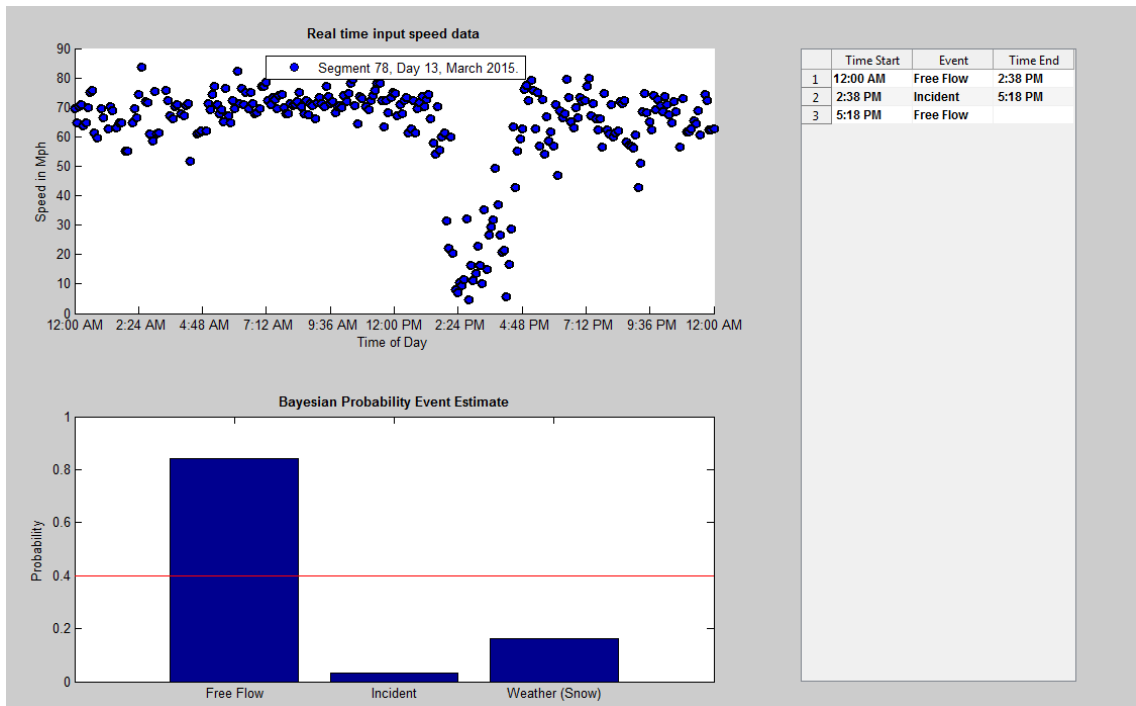 Real time input speed data
Segment 78, Day 13, March 2015.
90
80
70
60
50
40
30
20
10
0
Speed in Mph
12:00 AM 2:24 AM 4:48 AM 7:12 AM 9:36 AM 12:00 PM 2:24 PM 4:48 PM 7:12 PM 9:36 PM 12:00 AM
Time of Day
Bayesian Probability Event Estimate
1
0.8
0.6
0.4
0.2
0
Probability
Free Flow Incident Weather (Snow)
Time Start Event Time End
1 12:00 AM Free Flow 2:38 PM
2 2:38 PM Incident 5:18 PM
3 5:18 PM Free Flow